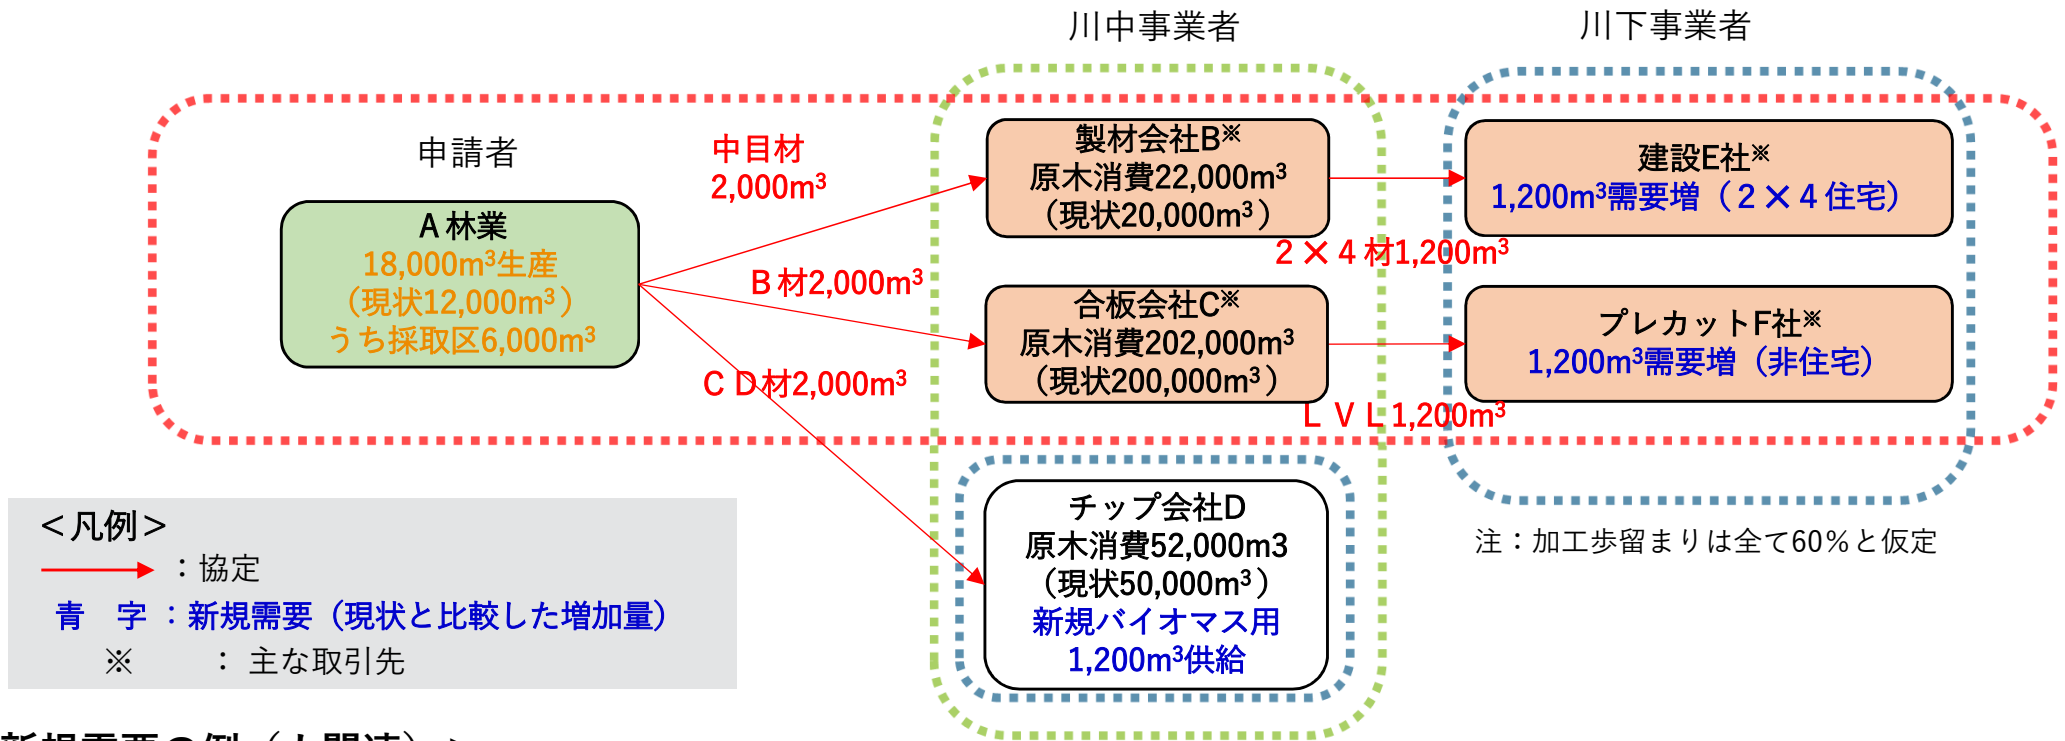 川中事業者
川下事業者
申請者
A 林業
18,000m³生産
（現状12,000m³）
うち採取区6,000m³
中目材
2,000m³
B 材2,000m³
C D材2,000m³
製材会社B※
原木消費22,000m³
（現状20,000m³）
合板会社C※
原木消費202,000m³
（現状200,000m³）
チップ会社D
原木消費52,000m3
（現状50,000m³）
新規バイオマス用
1,200m³供給
建設E社※
1,200m³需要増（２×４住宅）
２×４材1,200m³
プレカットF社※
1,200m³需要増（非住宅）
ＬＶＬ1,200m³
注：加工歩留まりは全て60％と仮定
＜凡例＞
：協定
青　字：新規需要（現状と比較した増加量）
※　　：主な取引先